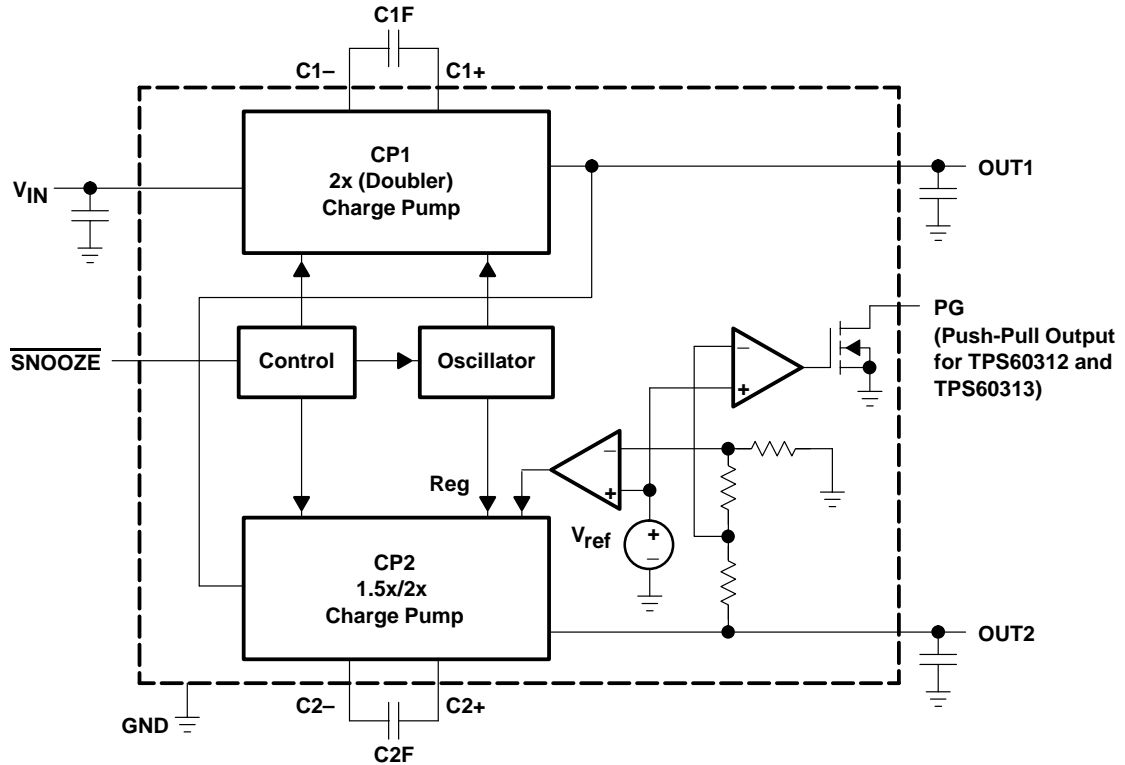 C1F
C1–
C1+
CP1
2x (Doubler)
Charge Pump
VIN
OUT1
SNOOZE
Control
Oscillator
PG
(Push-Pull Output
for TPS60312 and
TPS60313)
–
+
–
+
Reg
Vref
+
–
CP2
1.5x/2x
Charge Pump
OUT2
GND
C2–
C2+
C2F